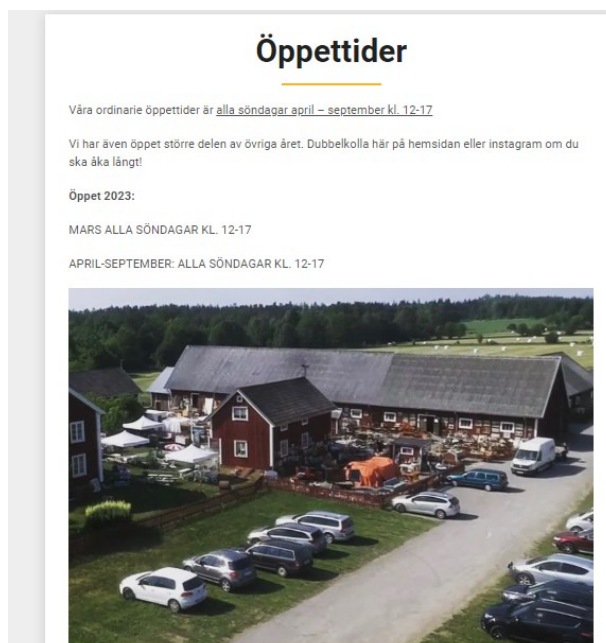 Öppettider
Våra ordinarie öppettider är alla söndagar april – september kl. 12-17
Vi har även öppet större delen av övriga året. Dubbelkolla här på hemsidan eller instagram om du
ska åka långt!
Öppet 2023:
MARS ALLA SÖNDAGAR KL. 12-17
APRIL-SEPTEMBER: ALLA SÖNDAGAR KL. 12-17